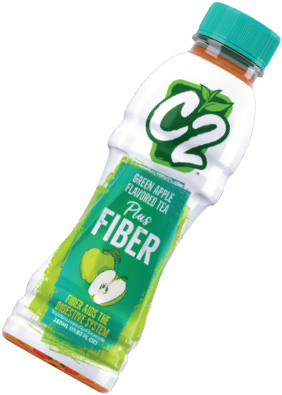 C2
GREEN APPLE
FLAVORED TEA
Plus
FIBER
FIBER AIDS THE
DIGESTIVE SYSTEM